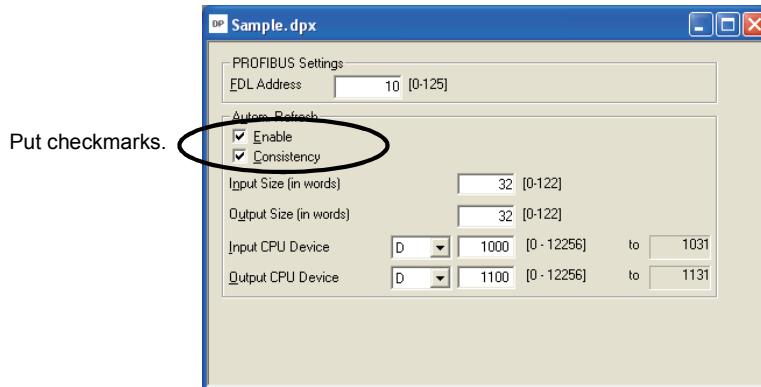 DP Sample.dpx
PROFIBUS Settings
FDL Address 10 [0-125]
Autom. Refresh
Put checkmarks.
Enable
Consistency
Input Size (in words) 32 [0-122]
Output Size (in words) 32 [0-122]
Input CPU Device D 1000 [0 - 12256] to 1031
Output CPU Device D 1100 [0 - 12256] to 1131